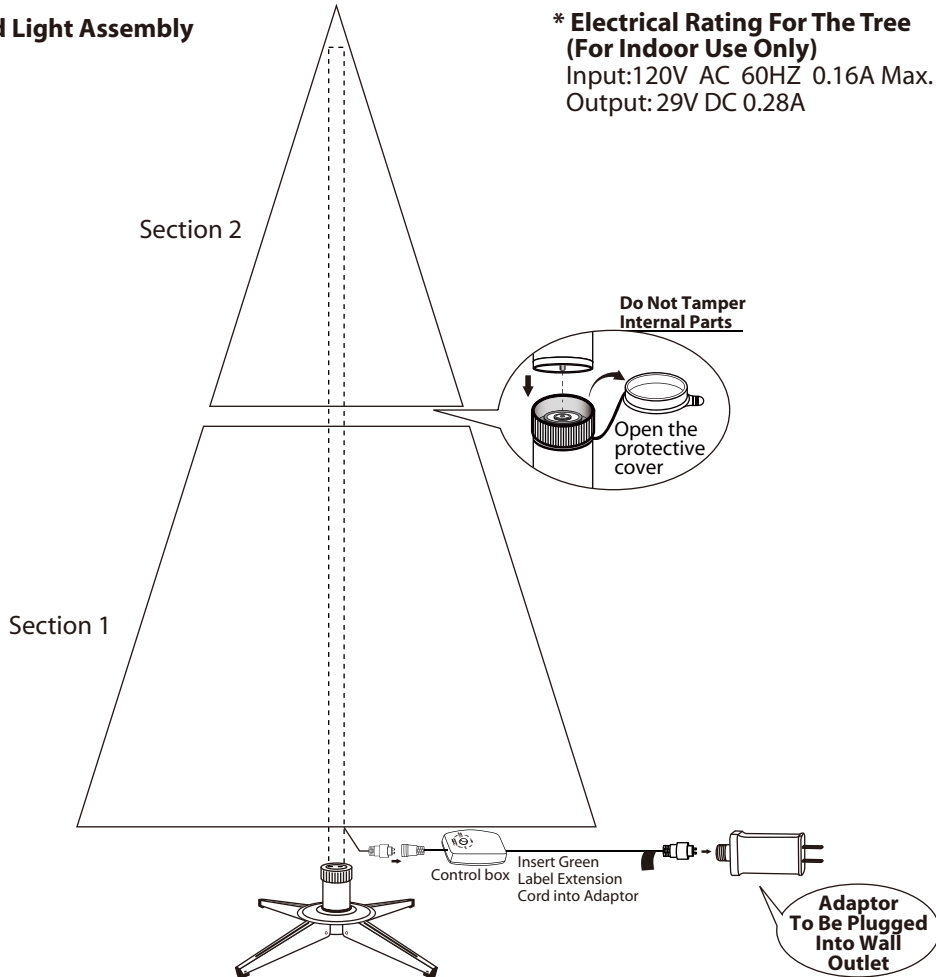 Light Assembly
* Electrical Rating For The Tree
(For Indoor Use Only)
Input:120V AC 60HZ 0.16A Max.
Output: 29V DC 0.28A
Section 2
Do Not Tamper
Internal Parts
Open the
protective
cover
Section 1
Control box
Insert Green
Label Extension
Cord into Adaptor
Adaptor
To Be Plugged
Into Wall
Outlet